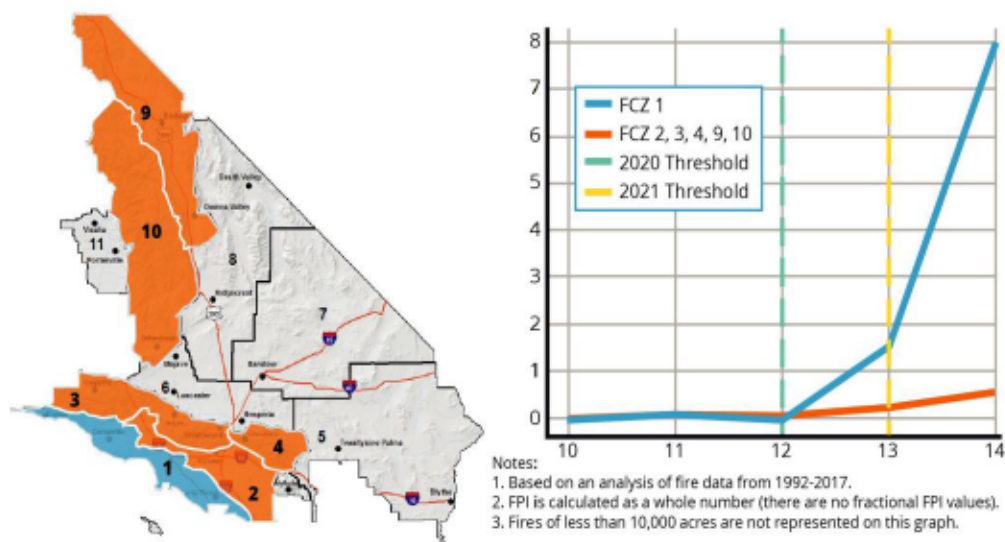 9
Death Valley
10
Visalia
11
Porterville
8
Ridgecrest
7
15
Mojave
Barstow
40
6
Lancaster
3
Hesperia
5
4
Twentynine Palms
1
2
10
Blythe
8
7
6
5
4
3
2
1
0
FCZ 1
FCZ 2, 3, 4, 9, 10
2020 Threshold
2021 Threshold
10 11 12 13 14
Notes:
1. Based on an analysis of fire data from 1992-2017.
2. FPI is calculated as a whole number (there are no fractional FPI values).
3. Fires of less than 10,000 acres are not represented on this graph.